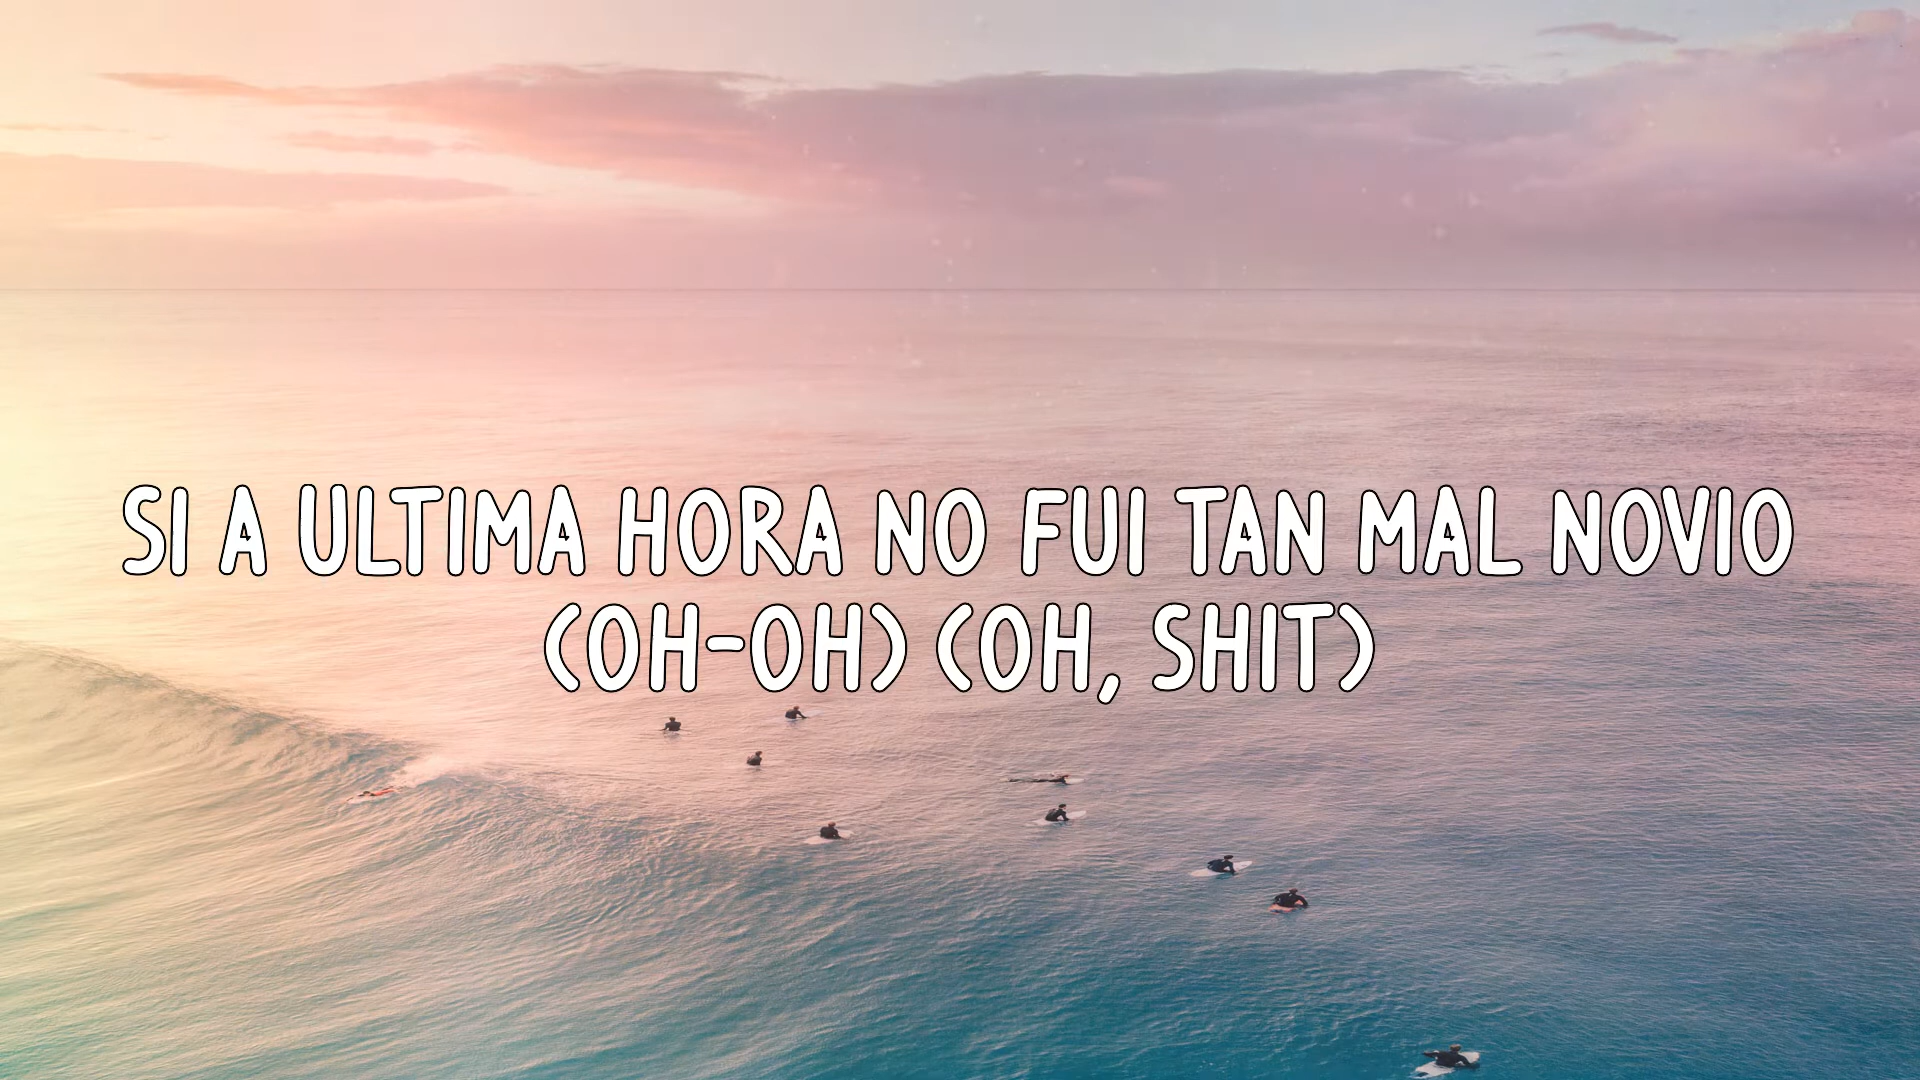 SI A ULTIMA HORA NO FUI TAN MAL NOVIO
(OH-OH) (OH, SHIT)